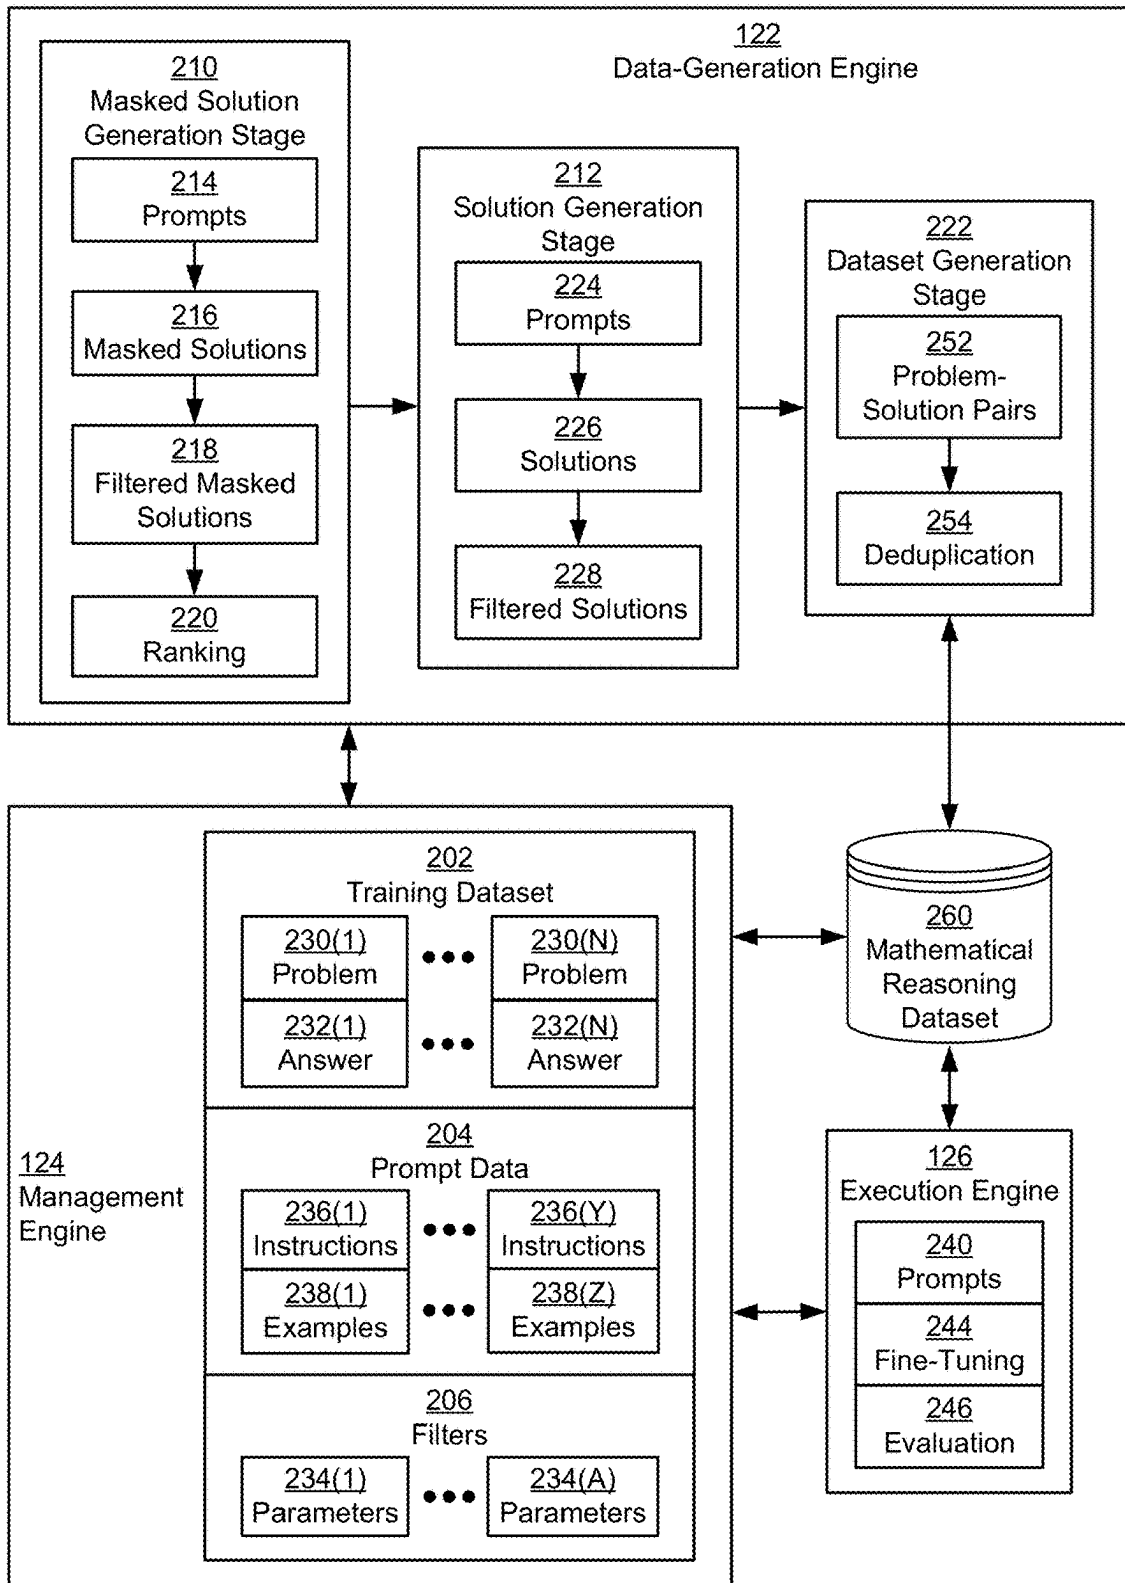 122
Data-Generation Engine
210
Masked Solution
Generation Stage
214
Prompts
216
Masked Solutions
218
Filtered Masked
Solutions
220
Ranking
212
Solution Generation
Stage
224
Prompts
226
Solutions
228
Filtered Solutions
222
Dataset Generation
Stage
252
Problem-
Solution Pairs
254
Deduplication
124
Management
Engine
202
Training Dataset
230(1)
Problem
230(N)
Problem
232(1)
Answer
232(N)
Answer
204
Prompt Data
236(1)
Instructions
236(Y)
Instructions
238(1)
Examples
238(Z)
Examples
206
Filters
234(1)
Parameters
234(A)
Parameters
260
Mathematical
Reasoning
Dataset
126
Execution Engine
240
Prompts
244
Fine-Tuning
246
Evaluation